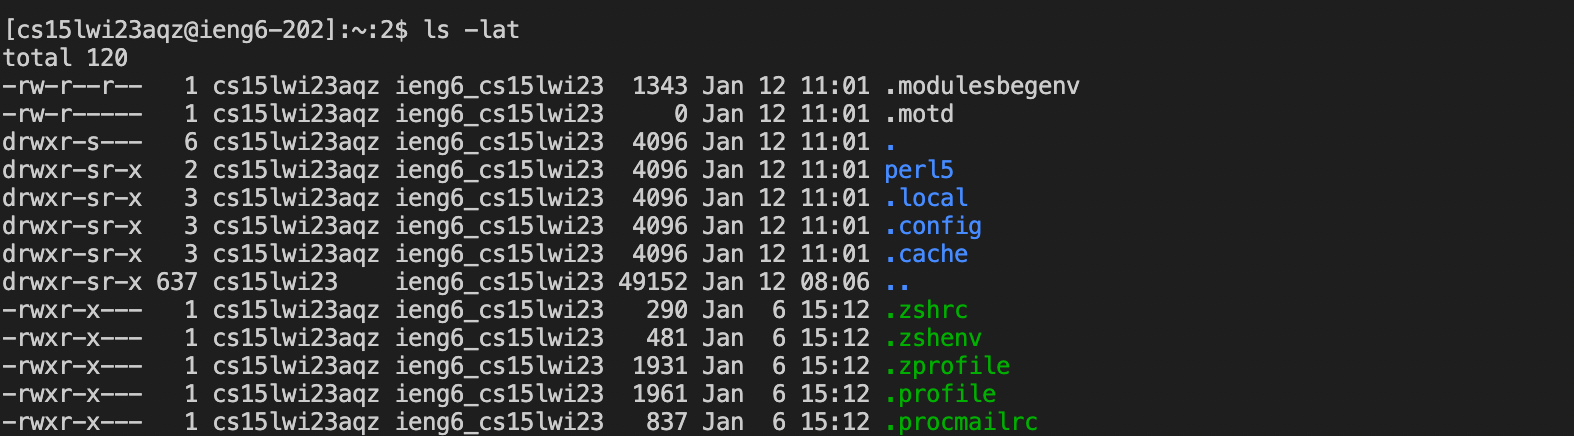 [cs15lwi23aqz@ieng6-202]:~:2$ ls -lat
total 120
-rw-r--r--   1 cs15lwi23aqz ieng6_cs15lwi23  1343 Jan 12 11:01 .modulesbegenv
-rw-r-----   1 cs15lwi23aqz ieng6_cs15lwi23     0 Jan 12 11:01 .motd
drwxr-s---   6 cs15lwi23aqz ieng6_cs15lwi23  4096 Jan 12 11:01 .
drwxr-sr-x   2 cs15lwi23aqz ieng6_cs15lwi23  4096 Jan 12 11:01 perl5
drwxr-sr-x   3 cs15lwi23aqz ieng6_cs15lwi23  4096 Jan 12 11:01 .local
drwxr-sr-x   3 cs15lwi23aqz ieng6_cs15lwi23  4096 Jan 12 11:01 .config
drwxr-sr-x   3 cs15lwi23aqz ieng6_cs15lwi23  4096 Jan 12 11:01 .cache
drwxr-sr-x 637 cs15lwi23    ieng6_cs15lwi23 49152 Jan 12 08:06 ..
-rwxr-x---   1 cs15lwi23aqz ieng6_cs15lwi23   290 Jan  6 15:12 .zshrc
-rwxr-x---   1 cs15lwi23aqz ieng6_cs15lwi23   481 Jan  6 15:12 .zshenv
-rwxr-x---   1 cs15lwi23aqz ieng6_cs15lwi23  1931 Jan  6 15:12 .zprofile
-rwxr-x---   1 cs15lwi23aqz ieng6_cs15lwi23  1961 Jan  6 15:12 .profile
-rwxr-x---   1 cs15lwi23aqz ieng6_cs15lwi23   837 Jan  6 15:12 .procmailrc